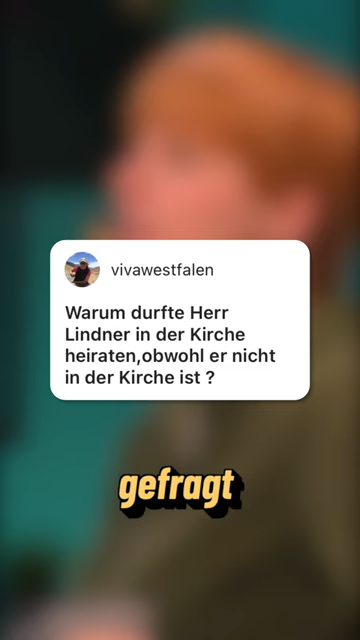 vivawestfalen
Warum durfte Herr
Lindner in der Kirche
heiraten,obwohl er nicht
in der Kirche ist ?
gefragt